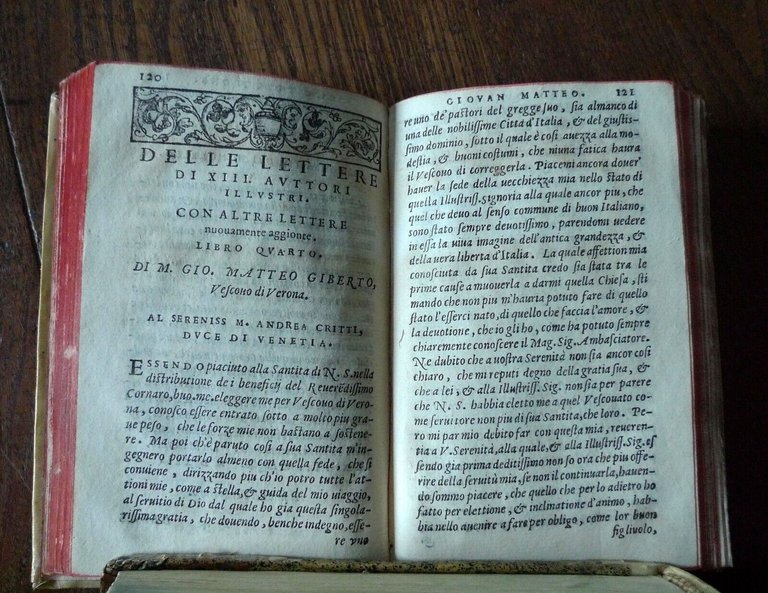 120
DELLE LETTERE
DI XIII. AVTTORI
ILLVSTRI.
CON ALTRE LETTERE
nuouamente aggionte.
LIBRO QVARTO.
DI M. GIO. MATTEO GIBERTO,
Veſcouo di Verona.
AL SERENISS M. ANDREA CRITTI,
DVCE DI VENETIA.
ESSENDO piaciuto alla Santita di N. S. nella
diſtributione de i beneficij del Reuerẽdiſſimo
Cornaro, buo. me. eleggere me per Veſcouo di Vero-
na, conoſco eſſere entrato ſotto a molto piu gra-
ue peſo, che le forze mie non baſtano a ſoſtene-
re. Ma poi ch'è paruto coſi a ſua Santita m'in-
gegnero portarlo almeno con quella fede, che ſi
conuiene, dirizzando piu ch'io potro tutte l'at-
tioni mie, come a ſtella, & guida del mio uiaggio,
al ſeruitio di Dio dal quale ho gia queſta ſingola-
riſſima gratia, che douendo, benche indegno, eſſe-
re vno
GIOVAN MATTEO. 121
re uno de' paſtori del gregge ſuo, ſia almanco di
una delle nobiliſſime Citta d'Italia, & del giuſtiſ-
ſimo dominio, ſotto il quale è coſi auezza alla mo-
deſtia, & buoni coſtumi, che niuna fatica haura
il Veſcouo di correggerla. Piacemi ancora douer'
hauer la ſede della uecchiezza mia nello ſtato di
quella Illuſtriſſ. Signoria alla quale ancor piu, che
quel che deuo al ſenſo commune di buon Italiano,
ſono ſtato ſempre deuotiſſimo, parendomi uedere
in eſſa la uiua imagine dell'antica grandezza, &
della uera liberta d'Italia. La quale affettion mia
conoſciuta da ſua Santita credo ſia ſtata tra le
prime cauſe a muouerla a darmi quella Chieſa, ſti
mando che non piu m'hauria potuto fare di quello
ſtato l'eſſerci nato, di quello che faccia l'amore, &
la deuotione, che io gli ho, come ha potuto ſempre
chiaremente conoſcere il Mag. Sig. Ambaſciatore.
Ne dubito che a uoſtra Serenità non ſia ancor coſi
chiaro, che mi reputi degno della gratia ſua, &
che a lei, & alla Illuſtriſſ. Sig. non ſia per parere
che N. S. habbia eletto me a quel Veſcouato co-
me ſeruitore non piu di ſua Santita, che loro. Pe-
ro mi par mio debito far con queſta mia, reueren-
tia a V. Serenità, alla quale, & alla illuſtriſſ. Sig. eſ
ſendo gia prima deditiſſimo non ſo ora che piu offe-
rire della ſeruitù mia, ſe non il continuarla, hauen-
do ſommo piacere, che quello che per lo adietro ho
fatto per elettione, & inclinatione d'animo, hab-
bia nello auenire a fare per obligo, come lor buon
figliuolo,